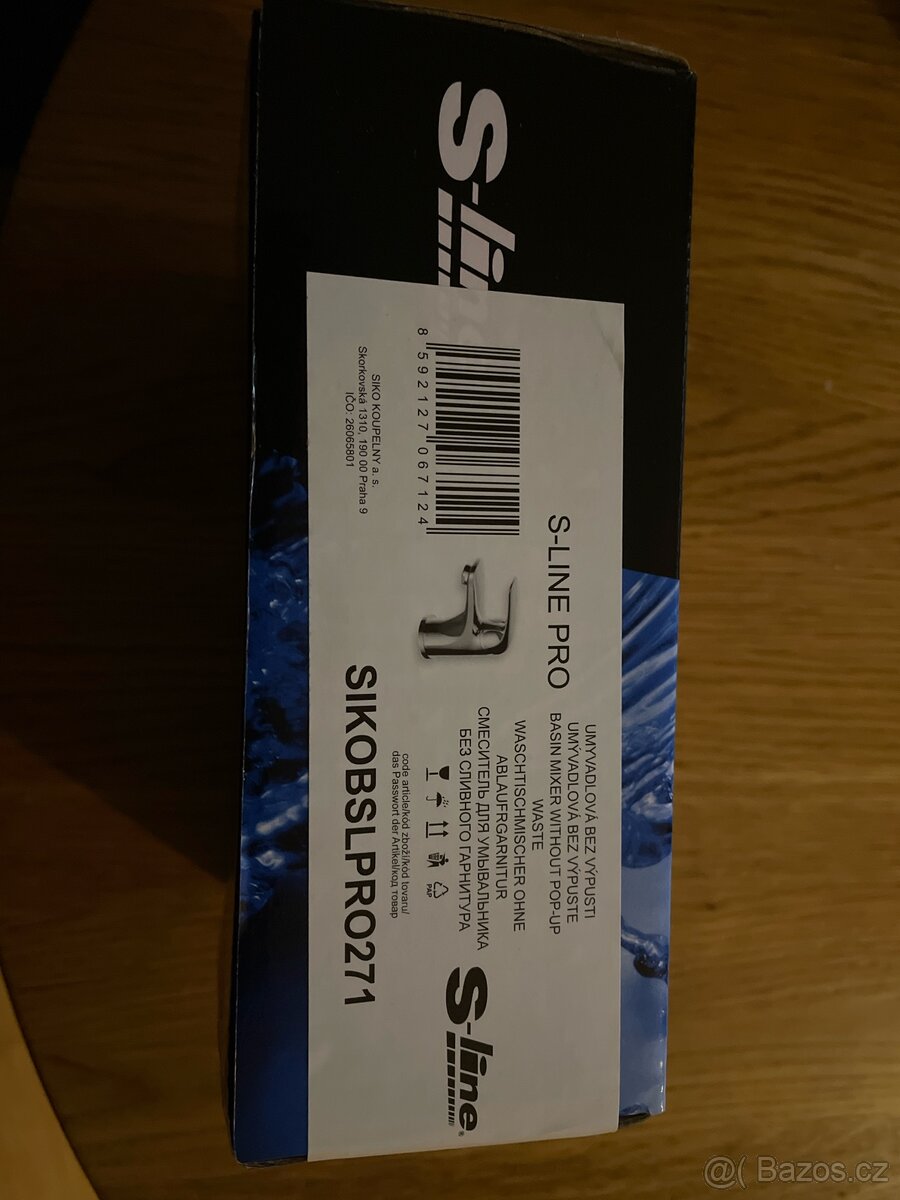 S-line
8 592127 067124
SIKO KOUPELNY a. s.
Skorkovská 1310, 190 00 Praha 9
IČO: 26065801
S-LINE PRO
UMYVADLOVÁ BEZ VÝPUSTI
UMÝVADLOVÁ BEZ VÝPUSTE
BASIN MIXER WITHOUT POP-UP
WASTE
WASCHTISCHMISCHER OHNE
ABLAUFRGARNITUR
СМЕСИТЕЛЬ ДЛЯ УМЫВАЛЬНИКА
БЕЗ СЛИВНОГО ГАРНИТУРА
PAP
code article/kód zboží/kód tovaru/
das Passwort der Artikel/код товар
SIKOBSLPRO271
S-line®
@( Bazos.cz